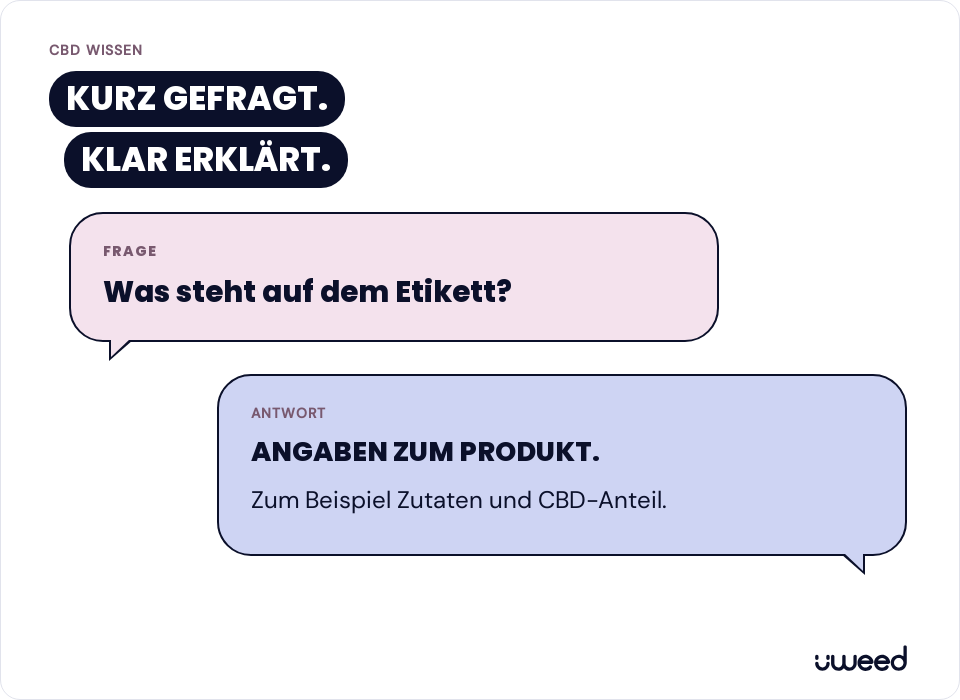 CBD WISSEN
KURZ GEFRAGT.
KLAR ERKLÄRT.
FRAGE
Was steht auf dem Etikett?
ANTWORT
ANGABEN ZUM PRODUKT.
Zum Beispiel Zutaten und CBD-Anteil.
üweed